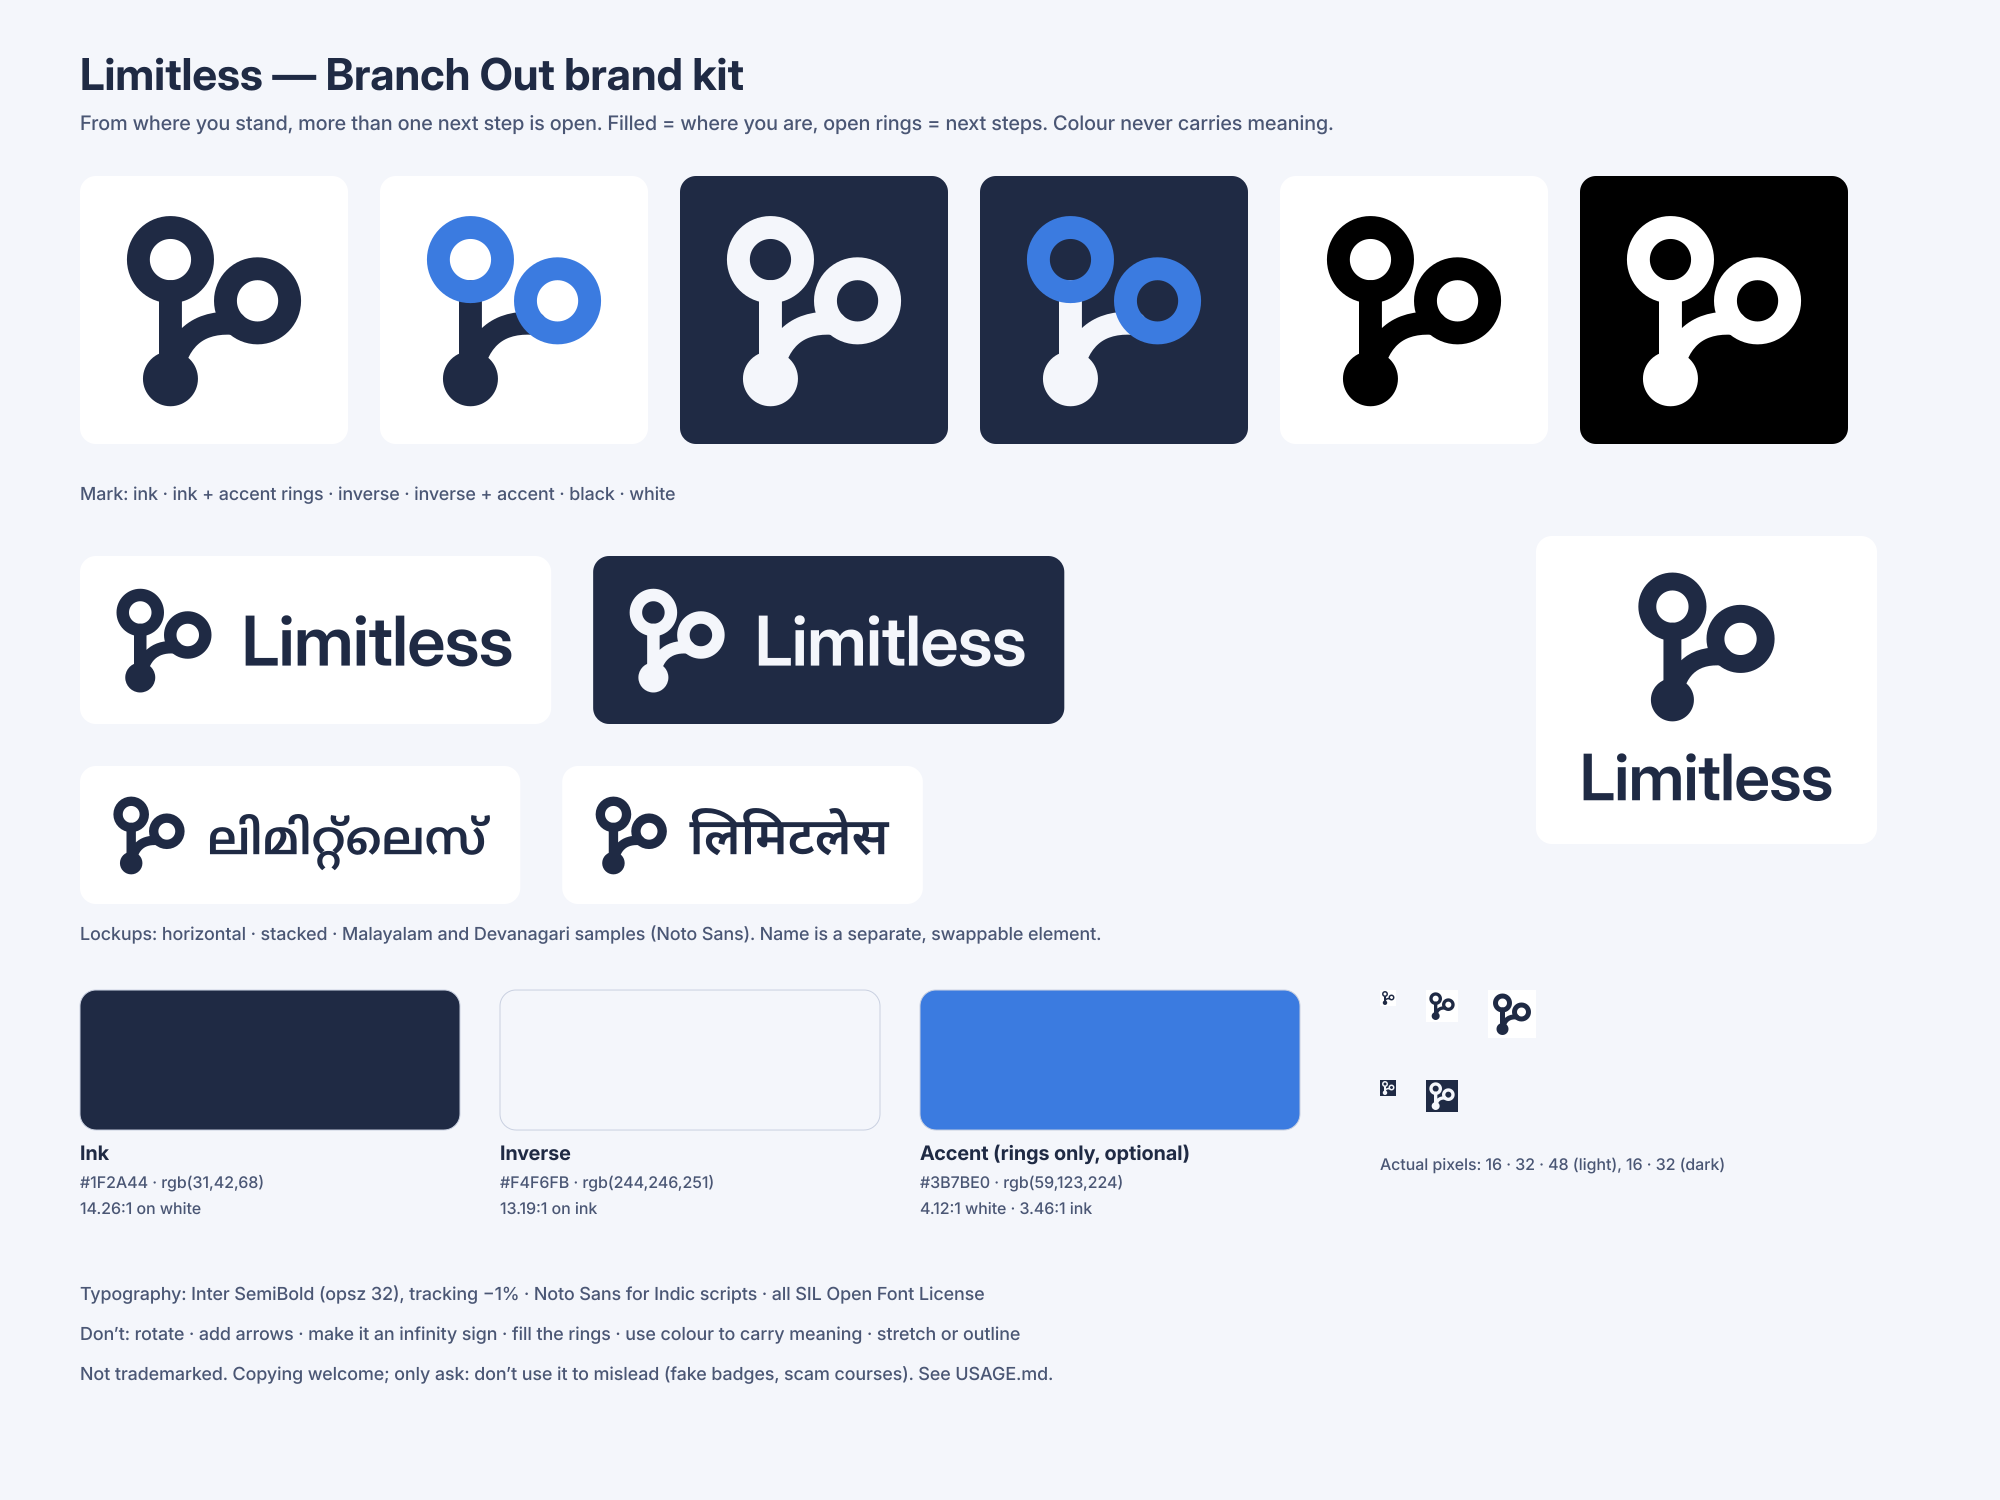 Limitless — Branch Out brand kit
From where you stand, more than one next step is open. Filled = where you are, open rings = next steps. Colour never carries meaning.
Mark: ink · ink + accent rings · inverse · inverse + accent · black · white
Limitless
Limitless
Limitless
ലിമിറ്റ്ലെസ്
लिमिटलेस
Lockups: horizontal · stacked · Malayalam and Devanagari samples (Noto Sans). Name is a separate, swappable element.
Ink
#1F2A44 · rgb(31,42,68)
14.26:1 on white
Inverse
#F4F6FB · rgb(244,246,251)
13.19:1 on ink
Accent (rings only, optional)
#3B7BE0 · rgb(59,123,224)
4.12:1 white · 3.46:1 ink
Actual pixels: 16 · 32 · 48 (light), 16 · 32 (dark)
Typography: Inter SemiBold (opsz 32), tracking −1% · Noto Sans for Indic scripts · all SIL Open Font License
Don’t: rotate · add arrows · make it an infinity sign · fill the rings · use colour to carry meaning · stretch or outline
Not trademarked. Copying welcome; only ask: don’t use it to mislead (fake badges, scam courses). See USAGE.md.